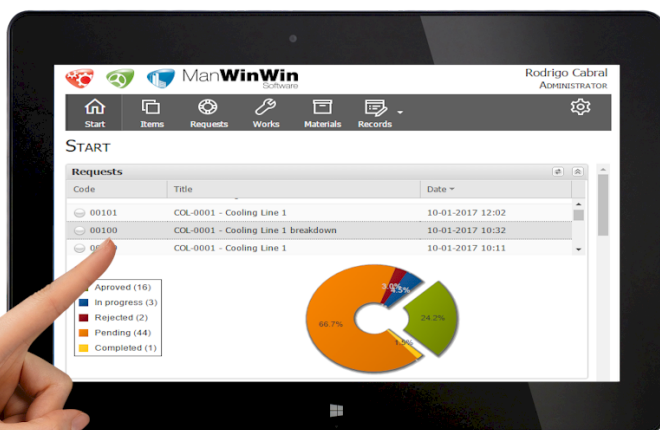 ManWinWin
Software
Rodrigo Cabral
ADMINISTRATOR
Start
Items
Requests
Works
Materials
Records
START
Requests
Code Title Date
00101 COL-0001 - Cooling Line 1 10-01-2017 12:02
00100 COL-0001 - Cooling Line 1 breakdown 10-01-2017 10:32
COL-0001 - Cooling Line 1 10-01-2017 10:11
Aproved (16)
In progress (3)
Rejected (2)
Pending (44)
Completed (1)
3.0%
4.5%
66.7%
24.2%
1.5%